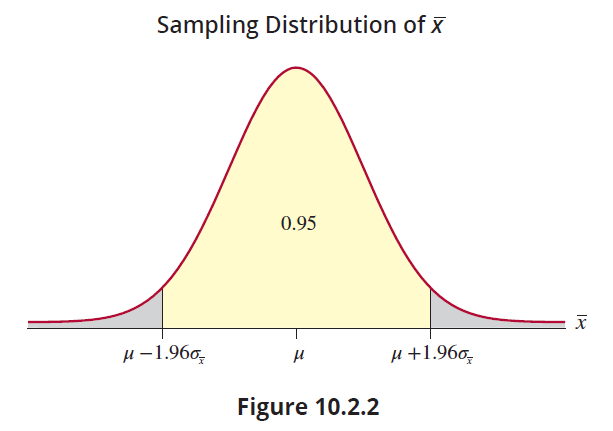 Sampling Distribution of x̅
0.95
x̅
μ −1.96σx̅
μ
μ +1.96σx̅
Figure 10.2.2